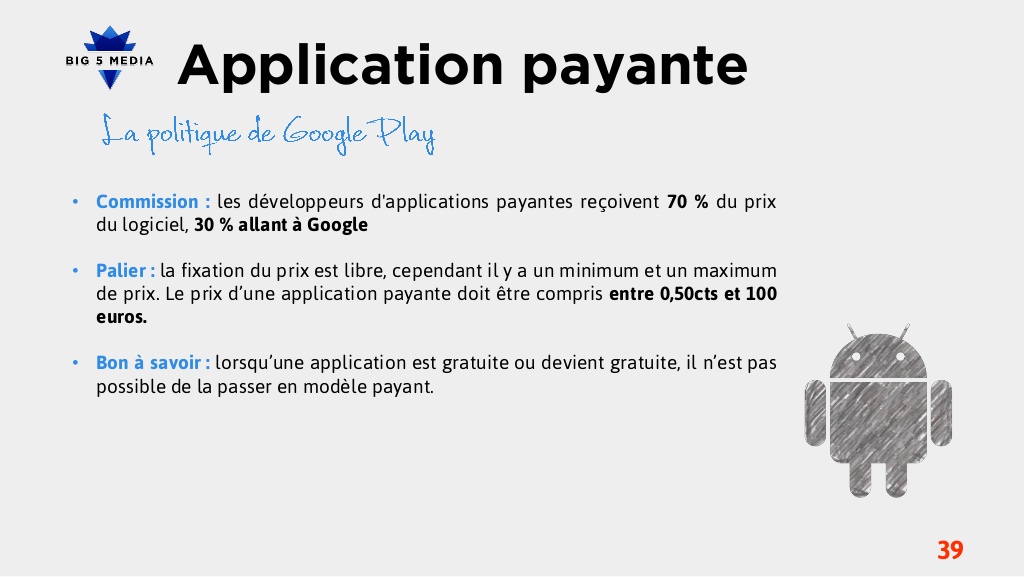 BIG 5 MEDIA
Application payante
La politique de Google Play
• Commission : les développeurs d'applications payantes reçoivent 70 % du prix
du logiciel, 30 % allant à Google
• Palier : la fixation du prix est libre, cependant il y a un minimum et un maximum
de prix. Le prix d’une application payante doit être compris entre 0,50cts et 100
euros.
• Bon à savoir : lorsqu’une application est gratuite ou devient gratuite, il n’est pas
possible de la passer en modèle payant.
39